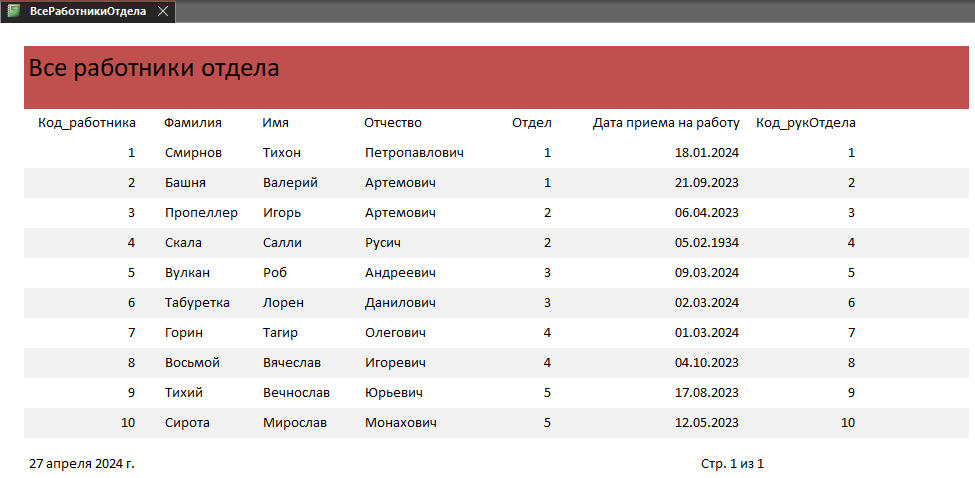 ВсеРаботникиОтдела
Все работники отдела
Код_работника Фамилия Имя Отчество Отдел Дата приема на работу Код_рукОтдела
1 Смирнов Тихон Петропавлович 1 18.01.2024 1
2 Башня Валерий Артемович 1 21.09.2023 2
3 Пропеллер Игорь Артемович 2 06.04.2023 3
4 Скала Салли Русич 2 05.02.1934 4
5 Вулкан Роб Андреевич 3 09.03.2024 5
6 Табуретка Лорен Данилович 3 02.03.2024 6
7 Горин Тагир Олегович 4 01.03.2024 7
8 Восьмой Вячеслав Игоревич 4 04.10.2023 8
9 Тихий Вечнослав Юрьевич 5 17.08.2023 9
10 Сирота Мирослав Монахович 5 12.05.2023 10
27 апреля 2024 г. Стр. 1 из 1